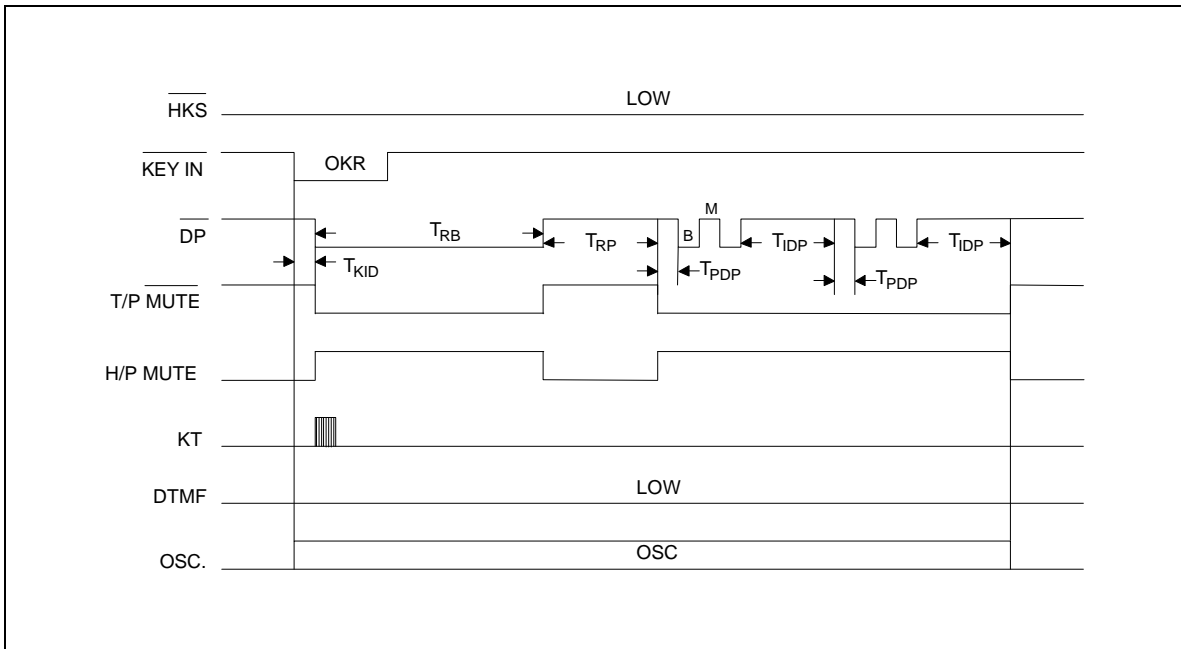 HKS LOW
KEY IN OKR
DP TRB TRP B M TIDP TIDP
TKID TPDP TPDP
T/P MUTE
H/P MUTE
KT
DTMF LOW
OSC. OSC